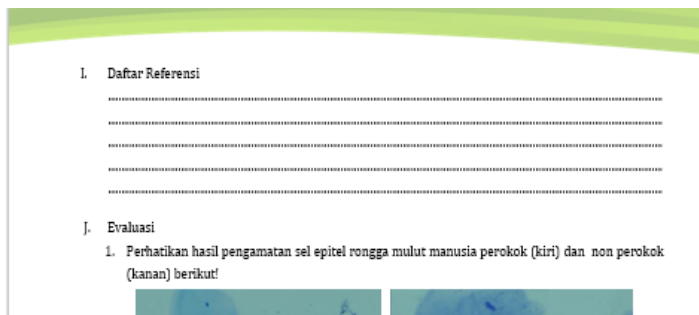 I. Daftar Referensi
..............................................................................................................
..............................................................................................................
..............................................................................................................
..............................................................................................................
..............................................................................................................
J. Evaluasi
1. Perhatikan hasil pengamatan sel epitel rongga mulut manusia perokok (kiri) dan non perokok
(kanan) berikut!